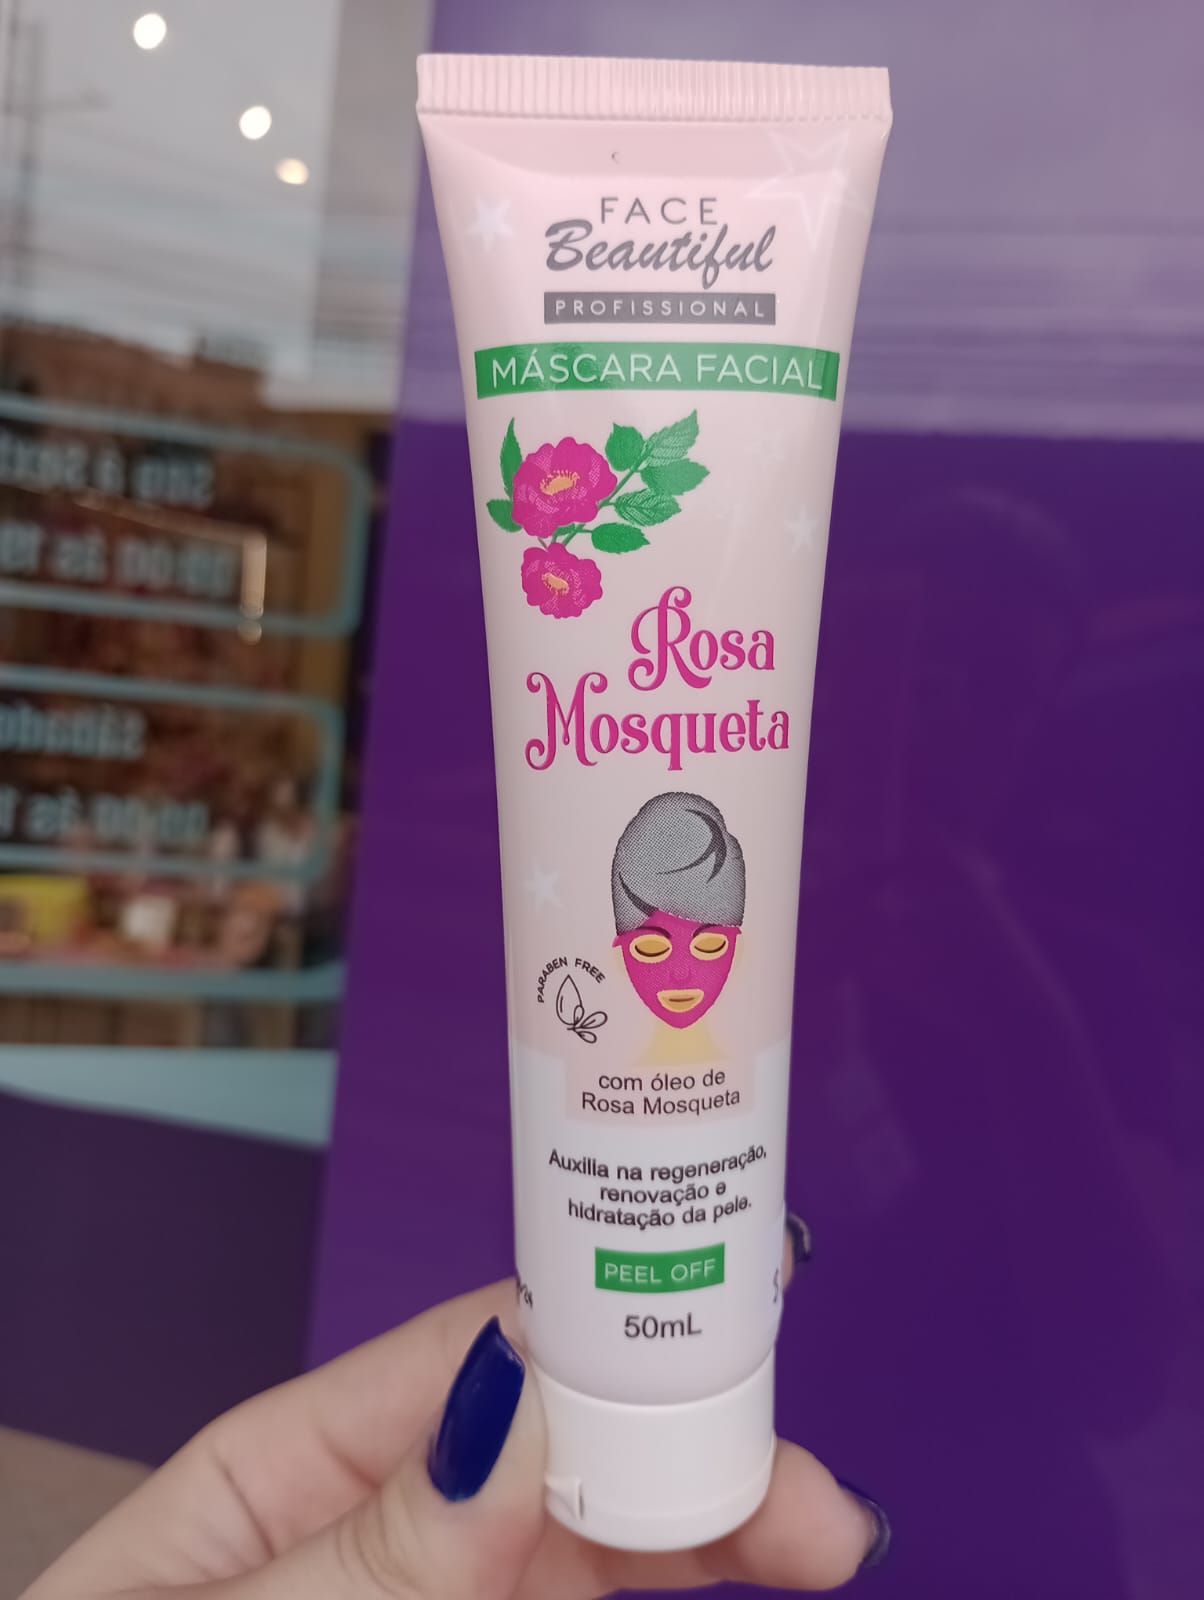 FACE
Beautiful
PROFISSIONAL
MÁSCARA FACIAL
Rosa
Mosqueta
PARABEN FREE
com óleo de
Rosa Mosqueta
Auxilia na regeneração,
renovação e
hidratação da pele.
PEEL OFF
50mL